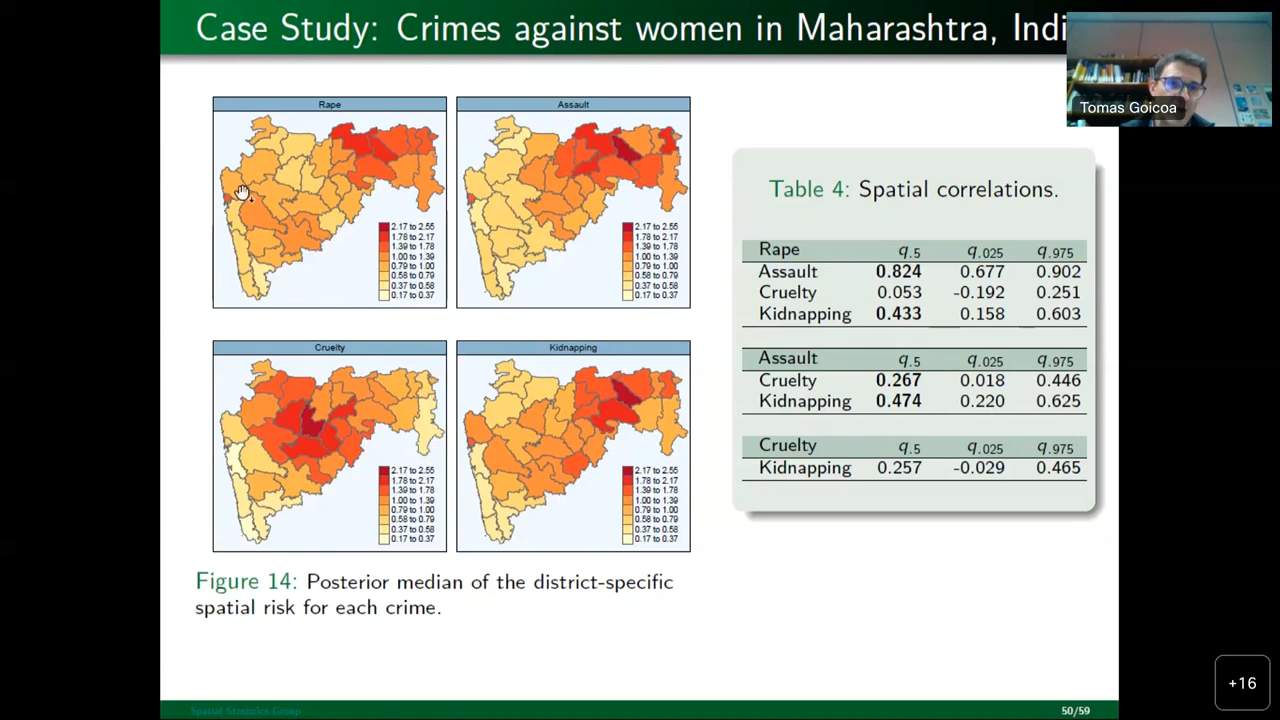 Case Study: Crimes against women in Maharashtra, Indi
Tomas Goicoa
Rape
2.17 to 2.55
1.78 to 2.17
1.39 to 1.78
1.00 to 1.39
0.79 to 1.00
0.58 to 0.79
0.37 to 0.58
0.17 to 0.37
Assault
2.17 to 2.55
1.78 to 2.17
1.39 to 1.78
1.00 to 1.39
0.79 to 1.00
0.58 to 0.79
0.37 to 0.58
0.17 to 0.37
Cruelty
2.17 to 2.55
1.78 to 2.17
1.39 to 1.78
1.00 to 1.39
0.79 to 1.00
0.58 to 0.79
0.37 to 0.58
0.17 to 0.37
Kidnapping
2.17 to 2.55
1.78 to 2.17
1.39 to 1.78
1.00 to 1.39
0.79 to 1.00
0.58 to 0.79
0.37 to 0.58
0.17 to 0.37
Figure 14: Posterior median of the district-specific
spatial risk for each crime.
Table 4: Spatial correlations.
Rape q.5 q.025 q.975
Assault 0.824 0.677 0.902
Cruelty 0.053 -0.192 0.251
Kidnapping 0.433 0.158 0.603
Assault q.5 q.025 q.975
Cruelty 0.267 0.018 0.446
Kidnapping 0.474 0.220 0.625
Cruelty q.5 q.025 q.975
Kidnapping 0.257 -0.029 0.465
+16
Spatial Statistics Group
50/59